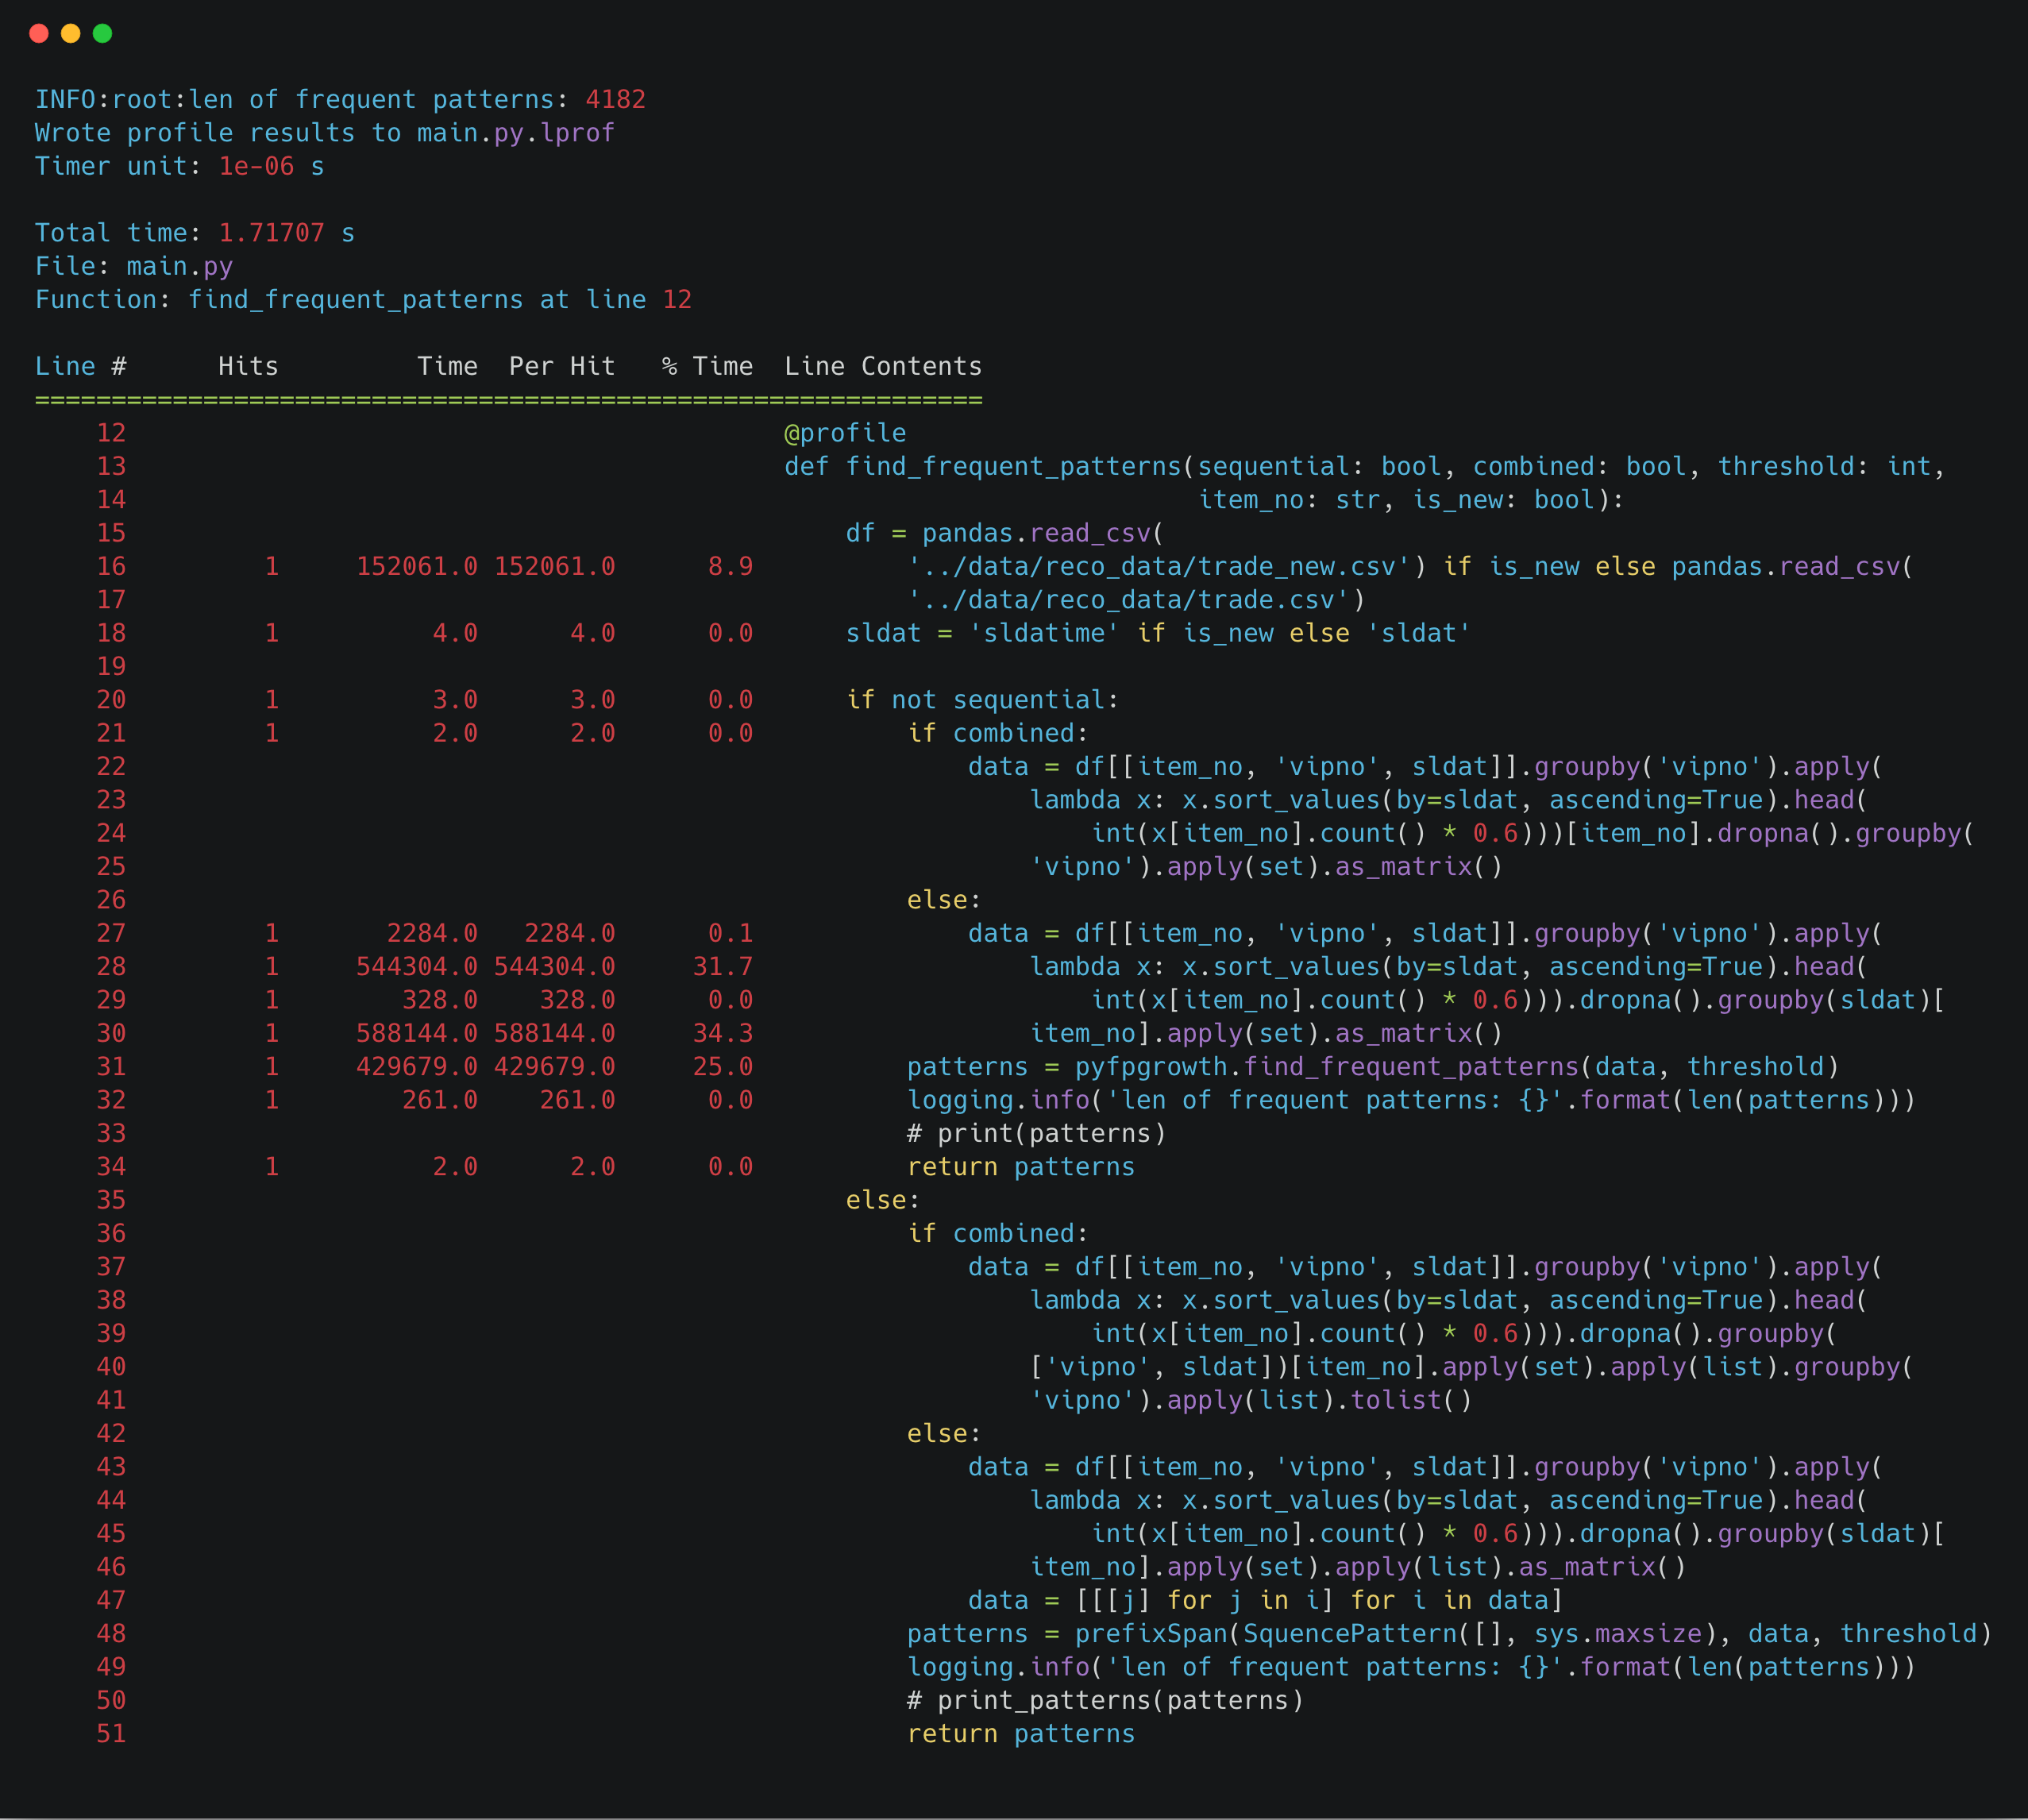 INFO:root:len of frequent patterns: 4182
Wrote profile results to main.py.lprof
Timer unit: 1e-06 s

Total time: 1.71707 s
File: main.py
Function: find_frequent_patterns at line 12

Line #      Hits         Time  Per Hit   % Time  Line Contents
==============================================================
    12                                           @profile
    13                                           def find_frequent_patterns(sequential: bool, combined: bool, threshold: int,
    14                                                                      item_no: str, is_new: bool):
    15                                               df = pandas.read_csv(
    16         1     152061.0 152061.0      8.9          '../data/reco_data/trade_new.csv') if is_new else pandas.read_csv(
    17                                                   '../data/reco_data/trade.csv')
    18         1          4.0      4.0      0.0      sldat = 'sldatime' if is_new else 'sldat'
    19
    20         1          3.0      3.0      0.0      if not sequential:
    21         1          2.0      2.0      0.0          if combined:
    22                                                       data = df[[item_no, 'vipno', sldat]].groupby('vipno').apply(
    23                                                           lambda x: x.sort_values(by=sldat, ascending=True).head(
    24                                                               int(x[item_no].count() * 0.6)))[item_no].dropna().groupby(
    25                                                           'vipno').apply(set).as_matrix()
    26                                                   else:
    27         1       2284.0   2284.0      0.1              data = df[[item_no, 'vipno', sldat]].groupby('vipno').apply(
    28         1     544304.0 544304.0     31.7                  lambda x: x.sort_values(by=sldat, ascending=True).head(
    29         1        328.0    328.0      0.0                      int(x[item_no].count() * 0.6))).dropna().groupby(sldat)[
    30         1     588144.0 588144.0     34.3                  item_no].apply(set).as_matrix()
    31         1     429679.0 429679.0     25.0          patterns = pyfpgrowth.find_frequent_patterns(data, threshold)
    32         1        261.0    261.0      0.0          logging.info('len of frequent patterns: {}'.format(len(patterns)))
    33                                                   # print(patterns)
    34         1          2.0      2.0      0.0          return patterns
    35                                               else:
    36                                                   if combined:
    37                                                       data = df[[item_no, 'vipno', sldat]].groupby('vipno').apply(
    38                                                           lambda x: x.sort_values(by=sldat, ascending=True).head(
    39                                                               int(x[item_no].count() * 0.6))).dropna().groupby(
    40                                                           ['vipno', sldat])[item_no].apply(set).apply(list).groupby(
    41                                                           'vipno').apply(list).tolist()
    42                                                   else:
    43                                                       data = df[[item_no, 'vipno', sldat]].groupby('vipno').apply(
    44                                                           lambda x: x.sort_values(by=sldat, ascending=True).head(
    45                                                               int(x[item_no].count() * 0.6))).dropna().groupby(sldat)[
    46                                                           item_no].apply(set).apply(list).as_matrix()
    47                                                       data = [[[j] for j in i] for i in data]
    48                                                   patterns = prefixSpan(SquencePattern([], sys.maxsize), data, threshold)
    49                                                   logging.info('len of frequent patterns: {}'.format(len(patterns)))
    50                                                   # print_patterns(patterns)
    51                                                   return patterns